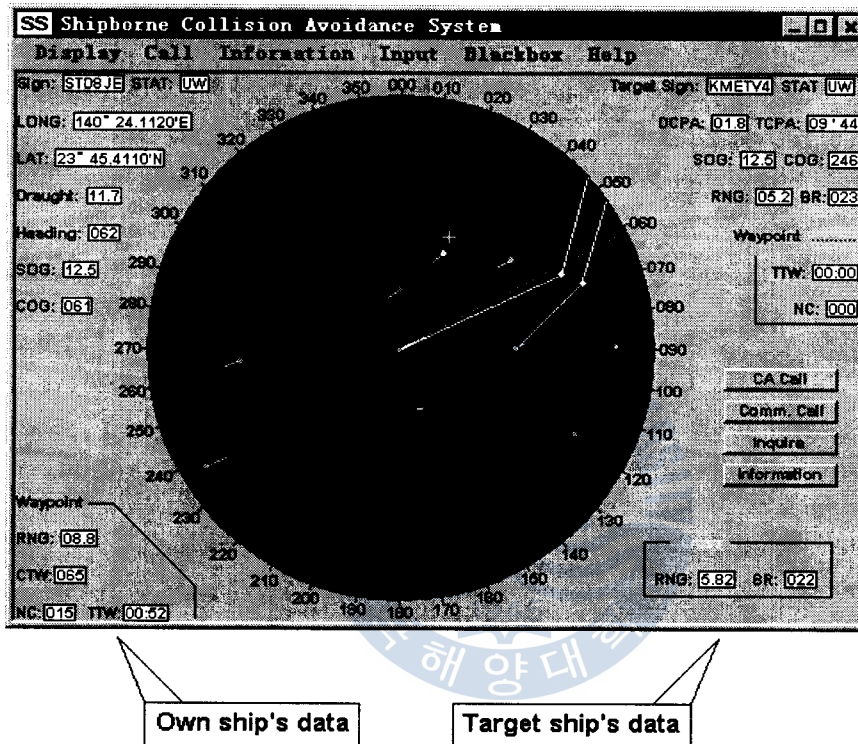 SS Shipborne Collision Avoidance System
Display Call Information Input Blackbox Help
Sign: ST08JE STAT: UW
LONG: 140° 24.1120'E
LAT: 23° 45.4110'N
Draught: 11.7
Heading: 062
SOG: 12.5
COG: 061
Target Sign: KMETV4 STAT UW
DCPA: 01.8 TCPA: 09'44
SOG: 12.5 COG: 246
RNG: 05.2 BR: 023
Waypoint
TTW: 00:00
NC: 000
CA Call
Comm. Call
Inquire
Information
RNG: 5.82 BR: 022
Waypoint
RNG: 08.8
CTW: 065
NC: 015 TTW: 00:52
350 000 010
340 020
330 030
320 040
310 050
300 060
290 070
280 080
270 090
260 100
250 110
240 120
230 130
220 140
210 150
200 160
190 180 170
해양대
Own ship's data
Target ship's data